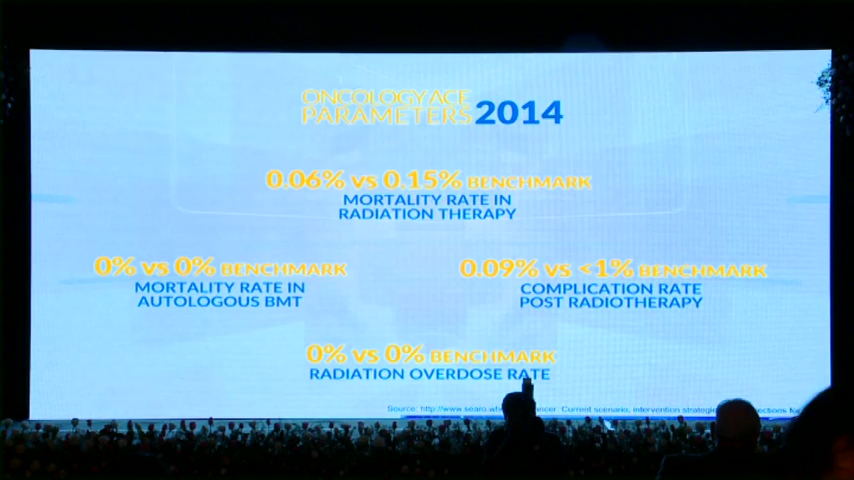 ONCOLOGY ACE
PARAMETERS 2014
0.06% vs 0.15% BENCHMARK
MORTALITY RATE IN
RADIATION THERAPY
0% vs 0% BENCHMARK
MORTALITY RATE IN
AUTOLOGOUS BMT
0.09% vs <1% BENCHMARK
COMPLICATION RATE
POST RADIOTHERAPY
0% vs 0% BENCHMARK
RADIATION OVERDOSE RATE
Source: http://www.searo.wh Current scenario, intervention